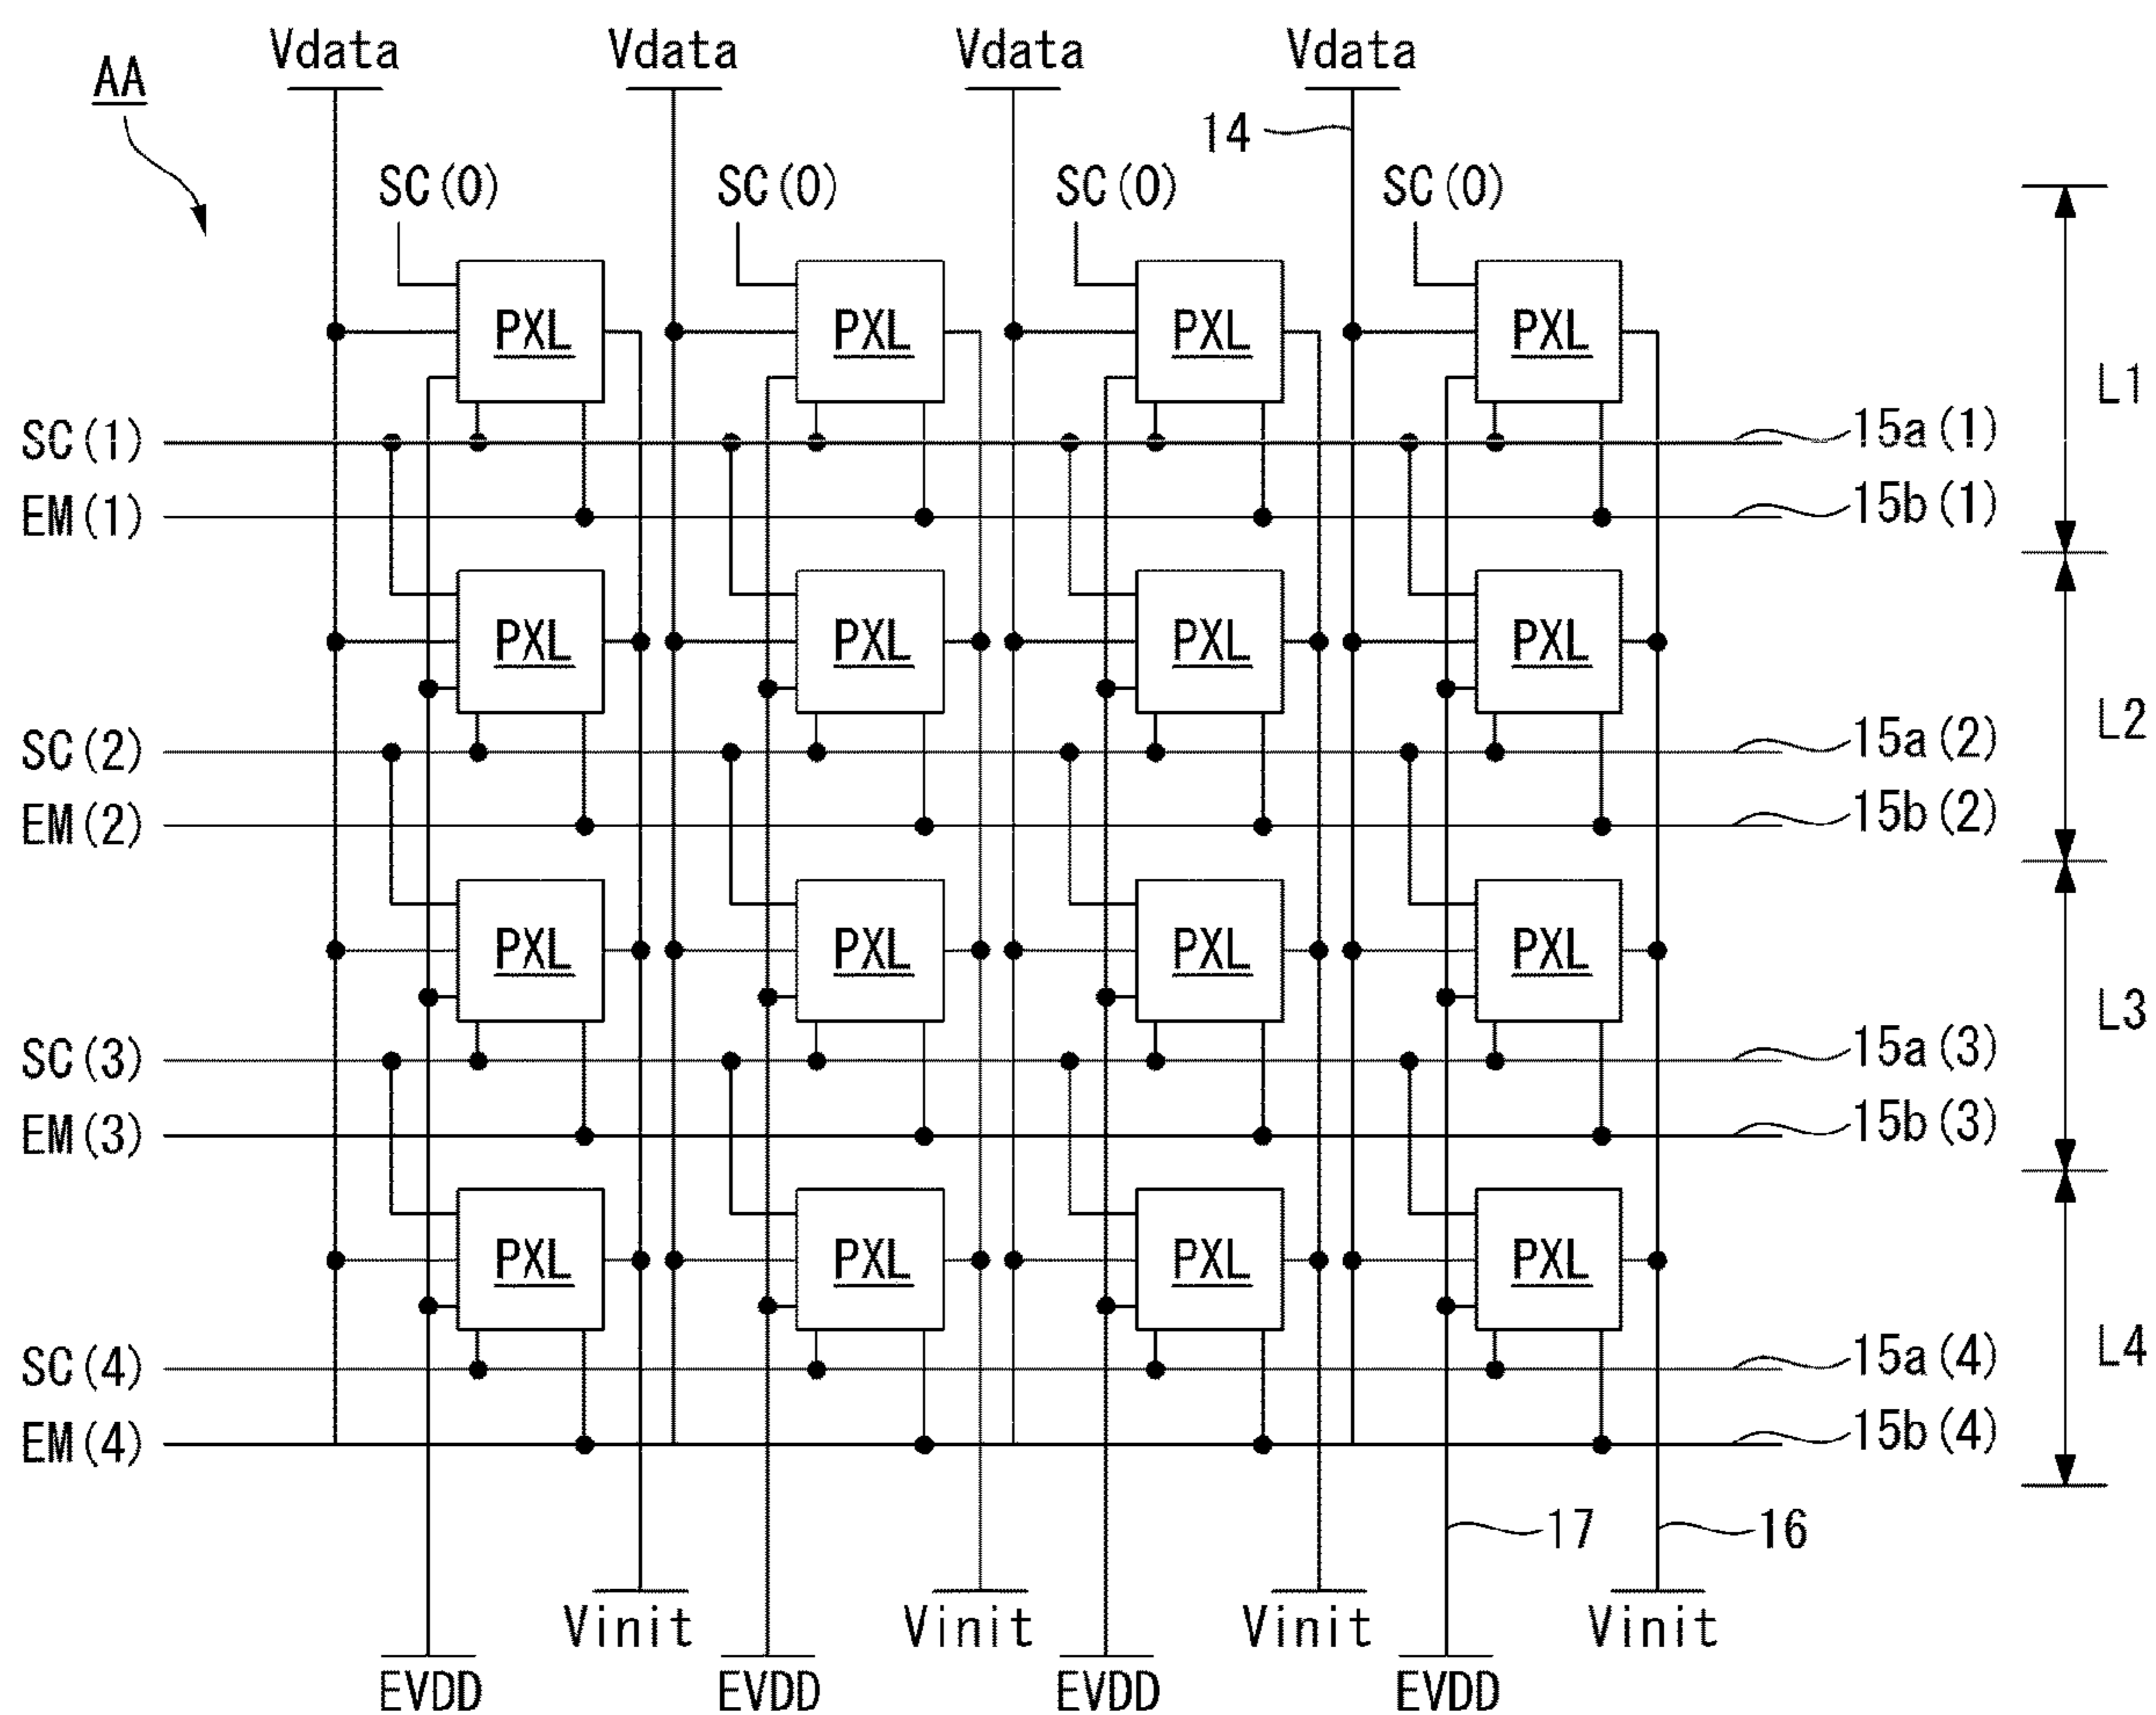 Vdata Vdata Vdata Vdata
AA
14
SC(0) SC(0) SC(0) SC(0)
PXL PXL PXL PXL
L1
SC(1) 15a(1)
EM(1) 15b(1)
PXL PXL PXL PXL
L2
SC(2) 15a(2)
EM(2) 15b(2)
PXL PXL PXL PXL
L3
SC(3) 15a(3)
EM(3) 15b(3)
PXL PXL PXL PXL
L4
SC(4) 15a(4)
EM(4) 15b(4)
17 16
Vinit Vinit Vinit Vinit
EVDD EVDD EVDD EVDD